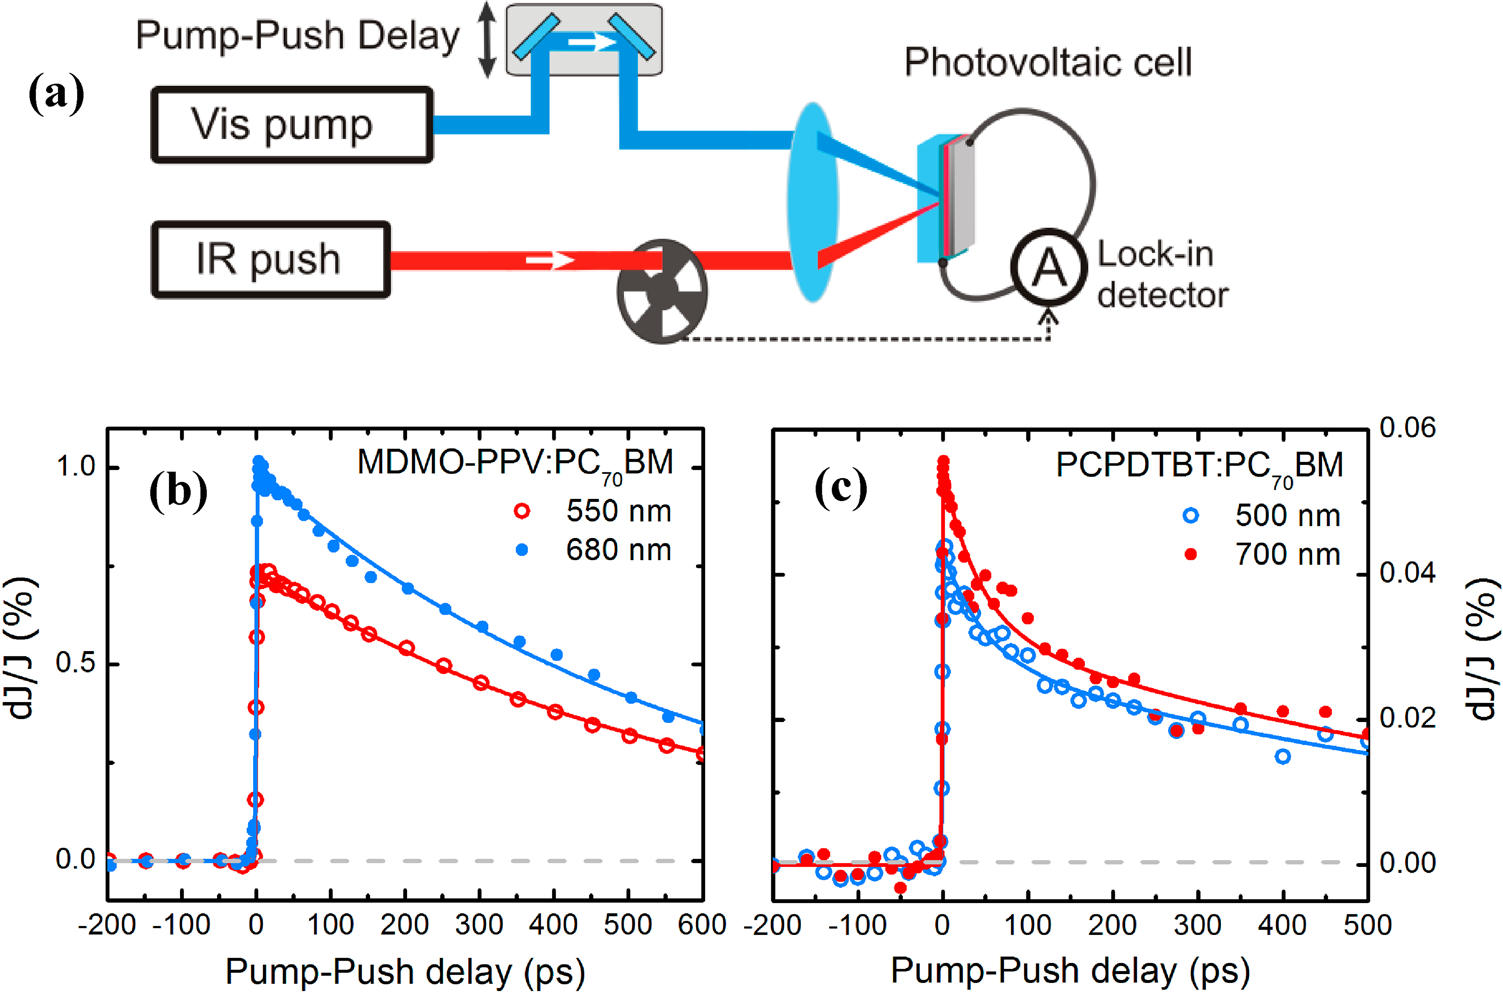 (a)
Pump-Push Delay
Vis pump
IR push
Photovoltaic cell
A
Lock-in
detector
(b)
MDMO-PPV:PC70BM
550 nm
680 nm
dJ/J (%)
1.0
0.5
0.0
-200 -100 0 100 200 300 400 500 600
Pump-Push delay (ps)
(c)
PCPDTBT:PC70BM
500 nm
700 nm
0.06
0.04
0.02
0.00
dJ/J (%)
-200 -100 0 100 200 300 400 500
Pump-Push delay (ps)